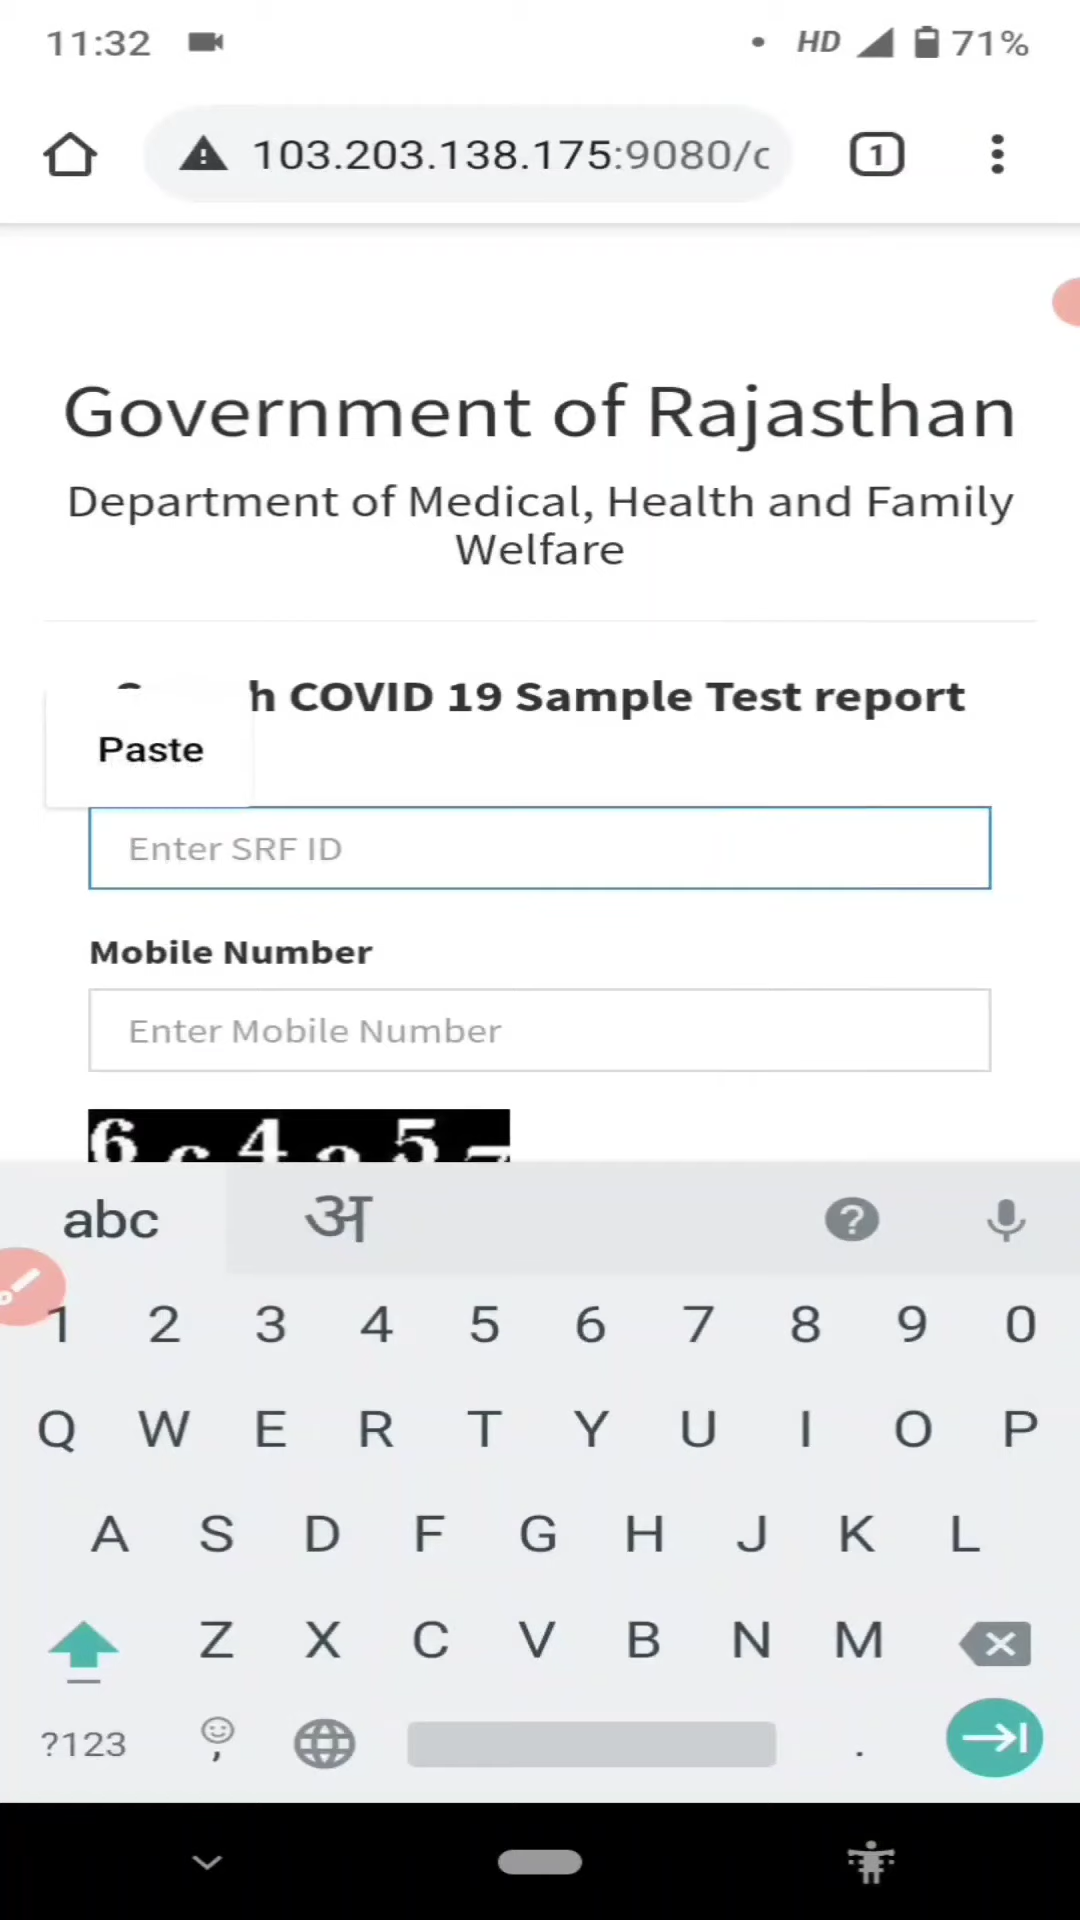 11:32
HD 71%
103.203.138.175:9080/c
1
Government of Rajasthan
Department of Medical, Health and Family
Welfare
COVID 19 Sample Test report
Paste
Enter SRF ID
Mobile Number
Enter Mobile Number
abc अ
1 2 3 4 5 6 7 8 9 0
Q W E R T Y U I O P
A S D F G H J K L
Z X C V B N M
?123 , .